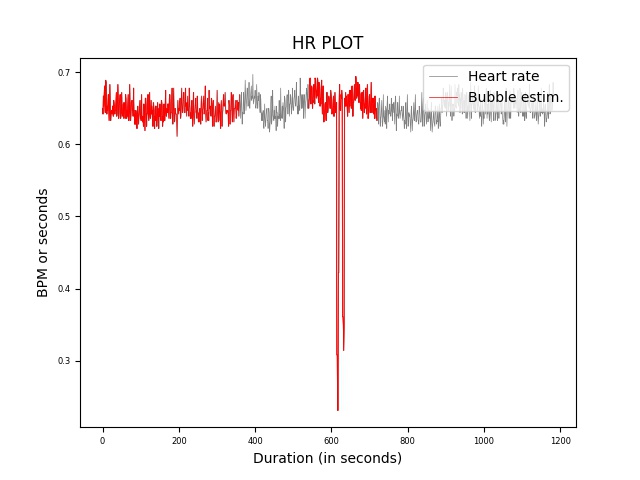 HR PLOT
Heart rate
Bubble estim.
0.7
0.6
0.5
0.4
0.3
BPM or seconds
0 200 400 600 800 1000 1200
Duration (in seconds)